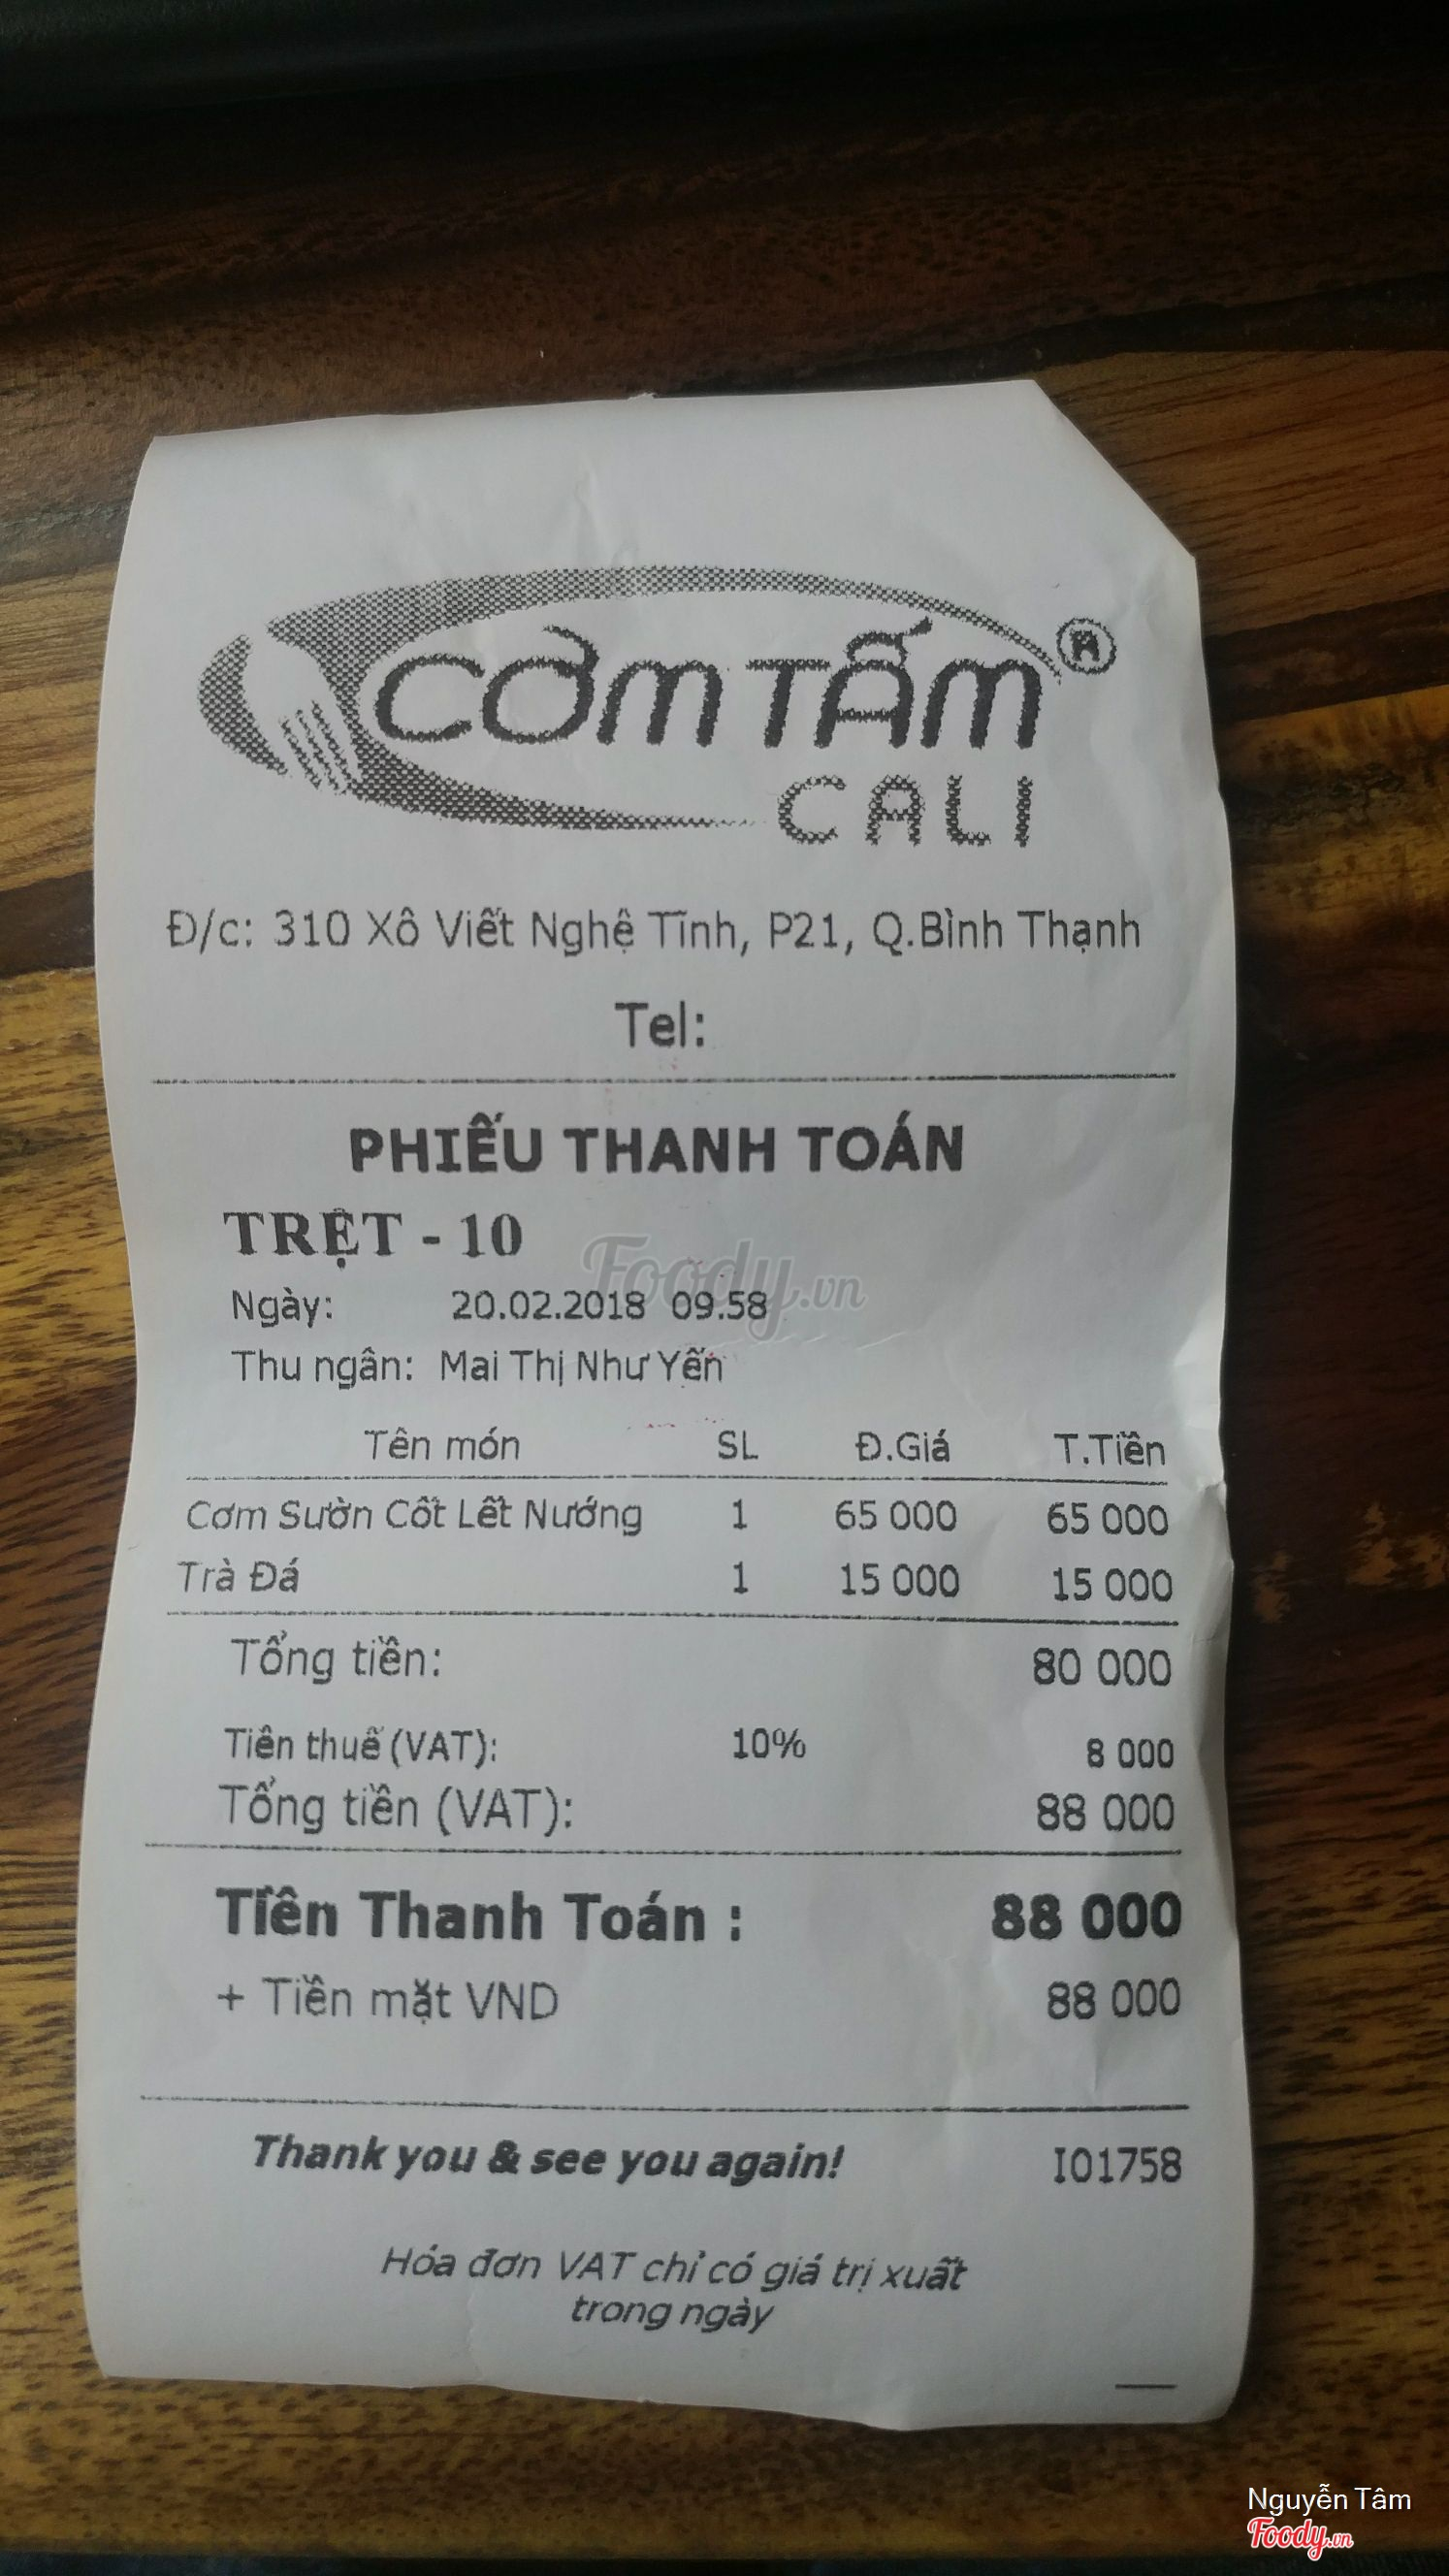 CƠM TẤM ®
CALI
Đ/c: 310 Xô Viết Nghệ Tĩnh, P21, Q.Bình Thạnh
Tel:
PHIẾU THANH TOÁN
TRỆT - 10
Foody.vn
Ngày: 20.02.2018 09.58
Thu ngân: Mai Thị Như Yến
Tên món SL Đ.Giá T.Tiền
Cơm Sườn Cốt Lết Nướng 1 65 000 65 000
Trà Đá 1 15 000 15 000
Tổng tiền: 80 000
Tiền thuế (VAT): 10% 8 000
Tổng tiền (VAT): 88 000
Tiền Thanh Toán : 88 000
+ Tiền mặt VND 88 000
Thank you & see you again! I01758
Hóa đơn VAT chỉ có giá trị xuất
trong ngày
Nguyễn Tâm
Foody.vn